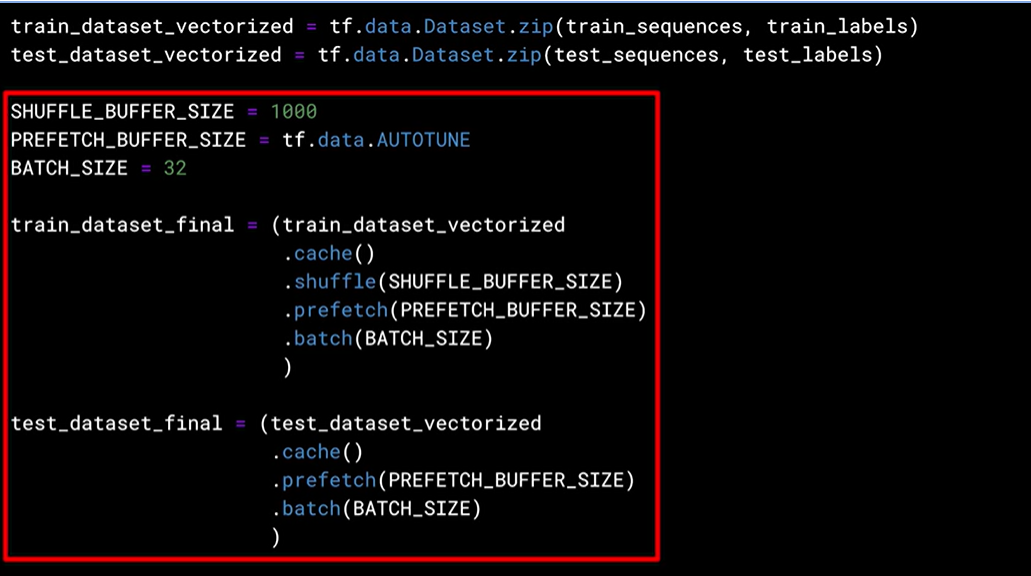 train_dataset_vectorized = tf.data.Dataset.zip(train_sequences, train_labels)
test_dataset_vectorized = tf.data.Dataset.zip(test_sequences, test_labels)
SHUFFLE_BUFFER_SIZE = 1000
PREFETCH_BUFFER_SIZE = tf.data.AUTOTUNE
BATCH_SIZE = 32
train_dataset_final = (train_dataset_vectorized
.cache()
.shuffle(SHUFFLE_BUFFER_SIZE)
.prefetch(PREFETCH_BUFFER_SIZE)
.batch(BATCH_SIZE)
)
test_dataset_final = (test_dataset_vectorized
.cache()
.prefetch(PREFETCH_BUFFER_SIZE)
.batch(BATCH_SIZE)
)